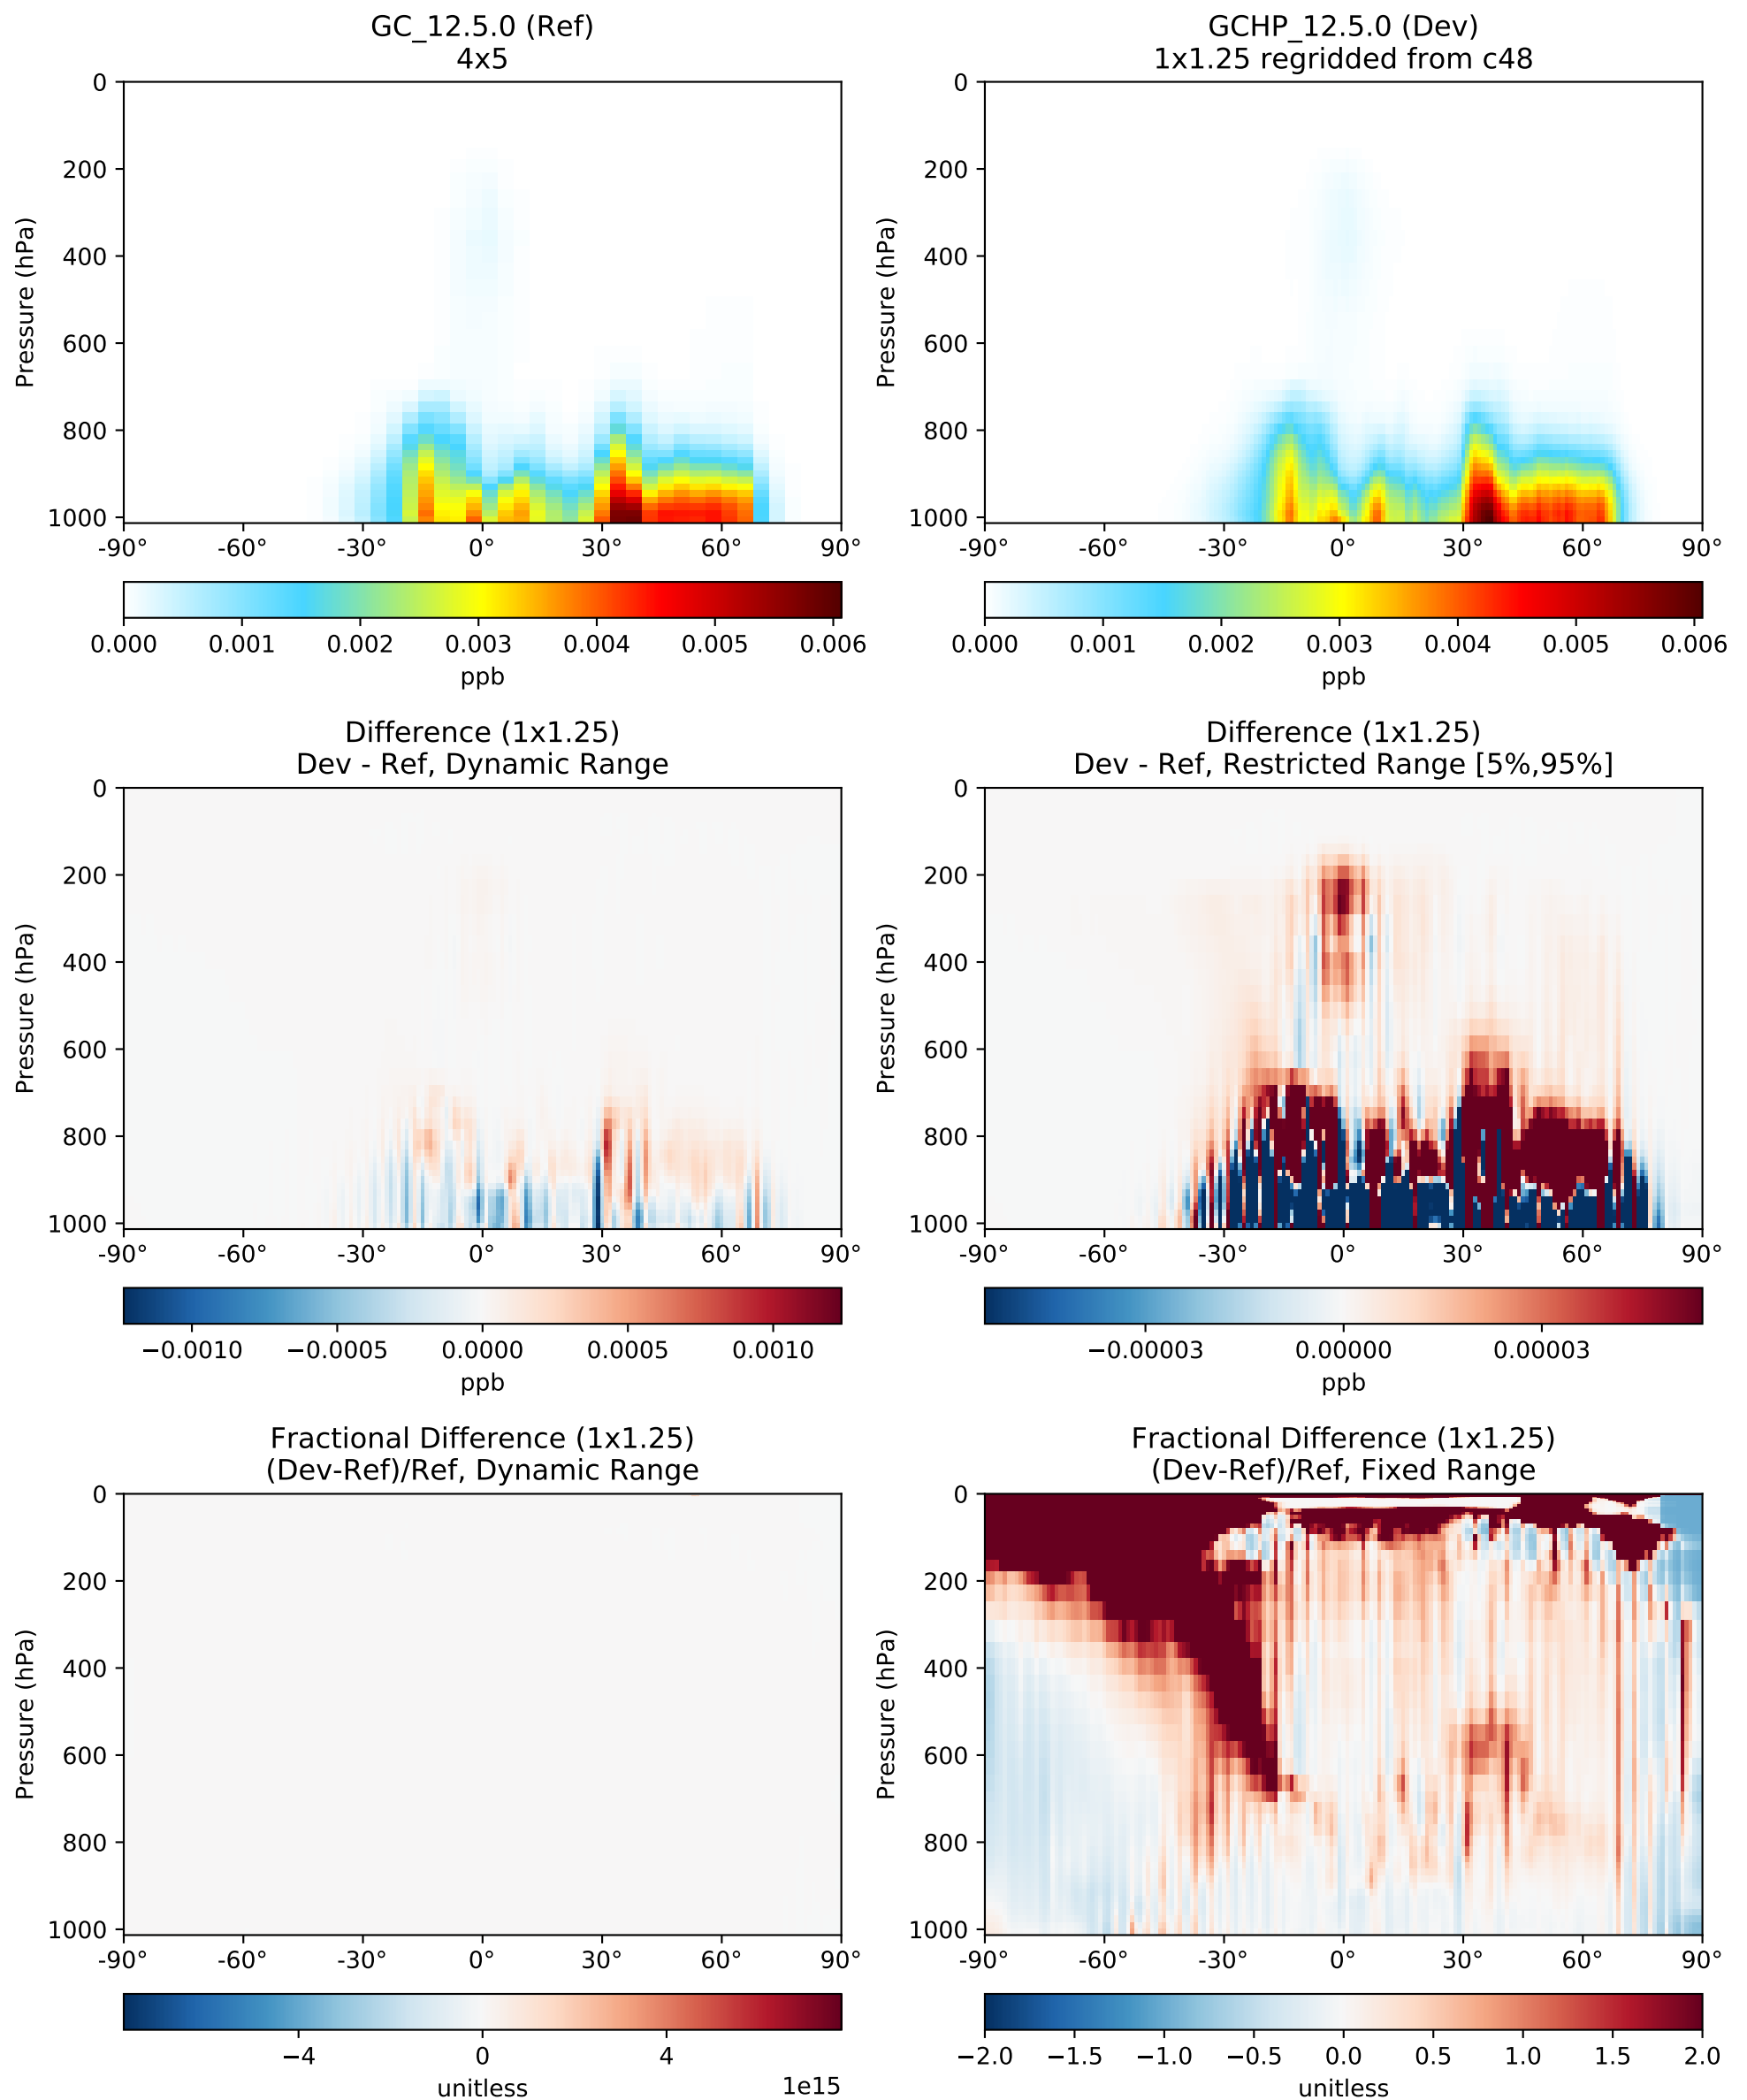 GC_12.5.0 (Ref)
4x5
GCHP_12.5.0 (Dev)
1x1.25 regridded from c48
Pressure (hPa)
0
200
400
600
800
1000
-90° -60° -30° 0° 30° 60° 90°
0.000 0.001 0.002 0.003 0.004 0.005 0.006
ppb
Pressure (hPa)
0
200
400
600
800
1000
-90° -60° -30° 0° 30° 60° 90°
0.000 0.001 0.002 0.003 0.004 0.005 0.006
ppb
Difference (1x1.25)
Dev - Ref, Dynamic Range
Pressure (hPa)
0
200
400
600
800
1000
-90° -60° -30° 0° 30° 60° 90°
−0.0010 −0.0005 0.0000 0.0005 0.0010
ppb
Difference (1x1.25)
Dev - Ref, Restricted Range [5%,95%]
Pressure (hPa)
0
200
400
600
800
1000
-90° -60° -30° 0° 30° 60° 90°
−0.00003 0.00000 0.00003
ppb
Fractional Difference (1x1.25)
(Dev-Ref)/Ref, Dynamic Range
Pressure (hPa)
0
200
400
600
800
1000
-90° -60° -30° 0° 30° 60° 90°
−4 0 4
unitless 1e15
Fractional Difference (1x1.25)
(Dev-Ref)/Ref, Fixed Range
Pressure (hPa)
0
200
400
600
800
1000
-90° -60° -30° 0° 30° 60° 90°
−2.0 −1.5 −1.0 −0.5 0.0 0.5 1.0 1.5 2.0
unitless